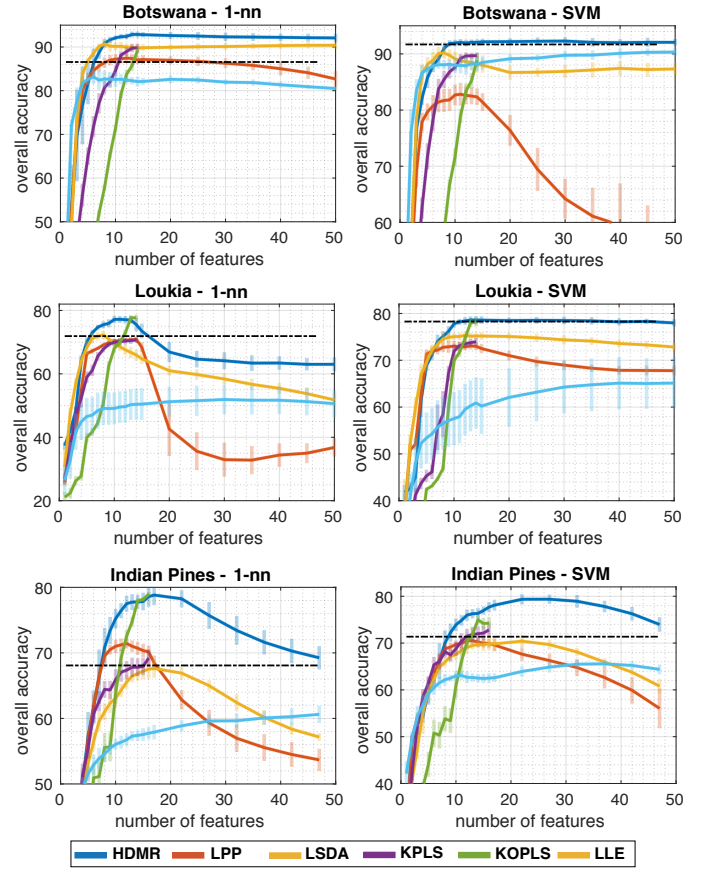 Botswana - 1-nn
overall accuracy
90
80
70
60
50
0 10 20 30 40 50
number of features
Botswana - SVM
overall accuracy
100
90
80
70
60
0 10 20 30 40 50
number of features
Loukia - 1-nn
overall accuracy
80
60
40
20
0 10 20 30 40 50
number of features
Loukia - SVM
overall accuracy
80
70
60
50
40
0 10 20 30 40 50
number of features
Indian Pines - 1-nn
overall accuracy
80
70
60
50
0 10 20 30 40 50
number of features
Indian Pines - SVM
overall accuracy
80
70
60
50
40
0 10 20 30 40 50
number of features
HDMR LPP LSDA KPLS KOPLS LLE